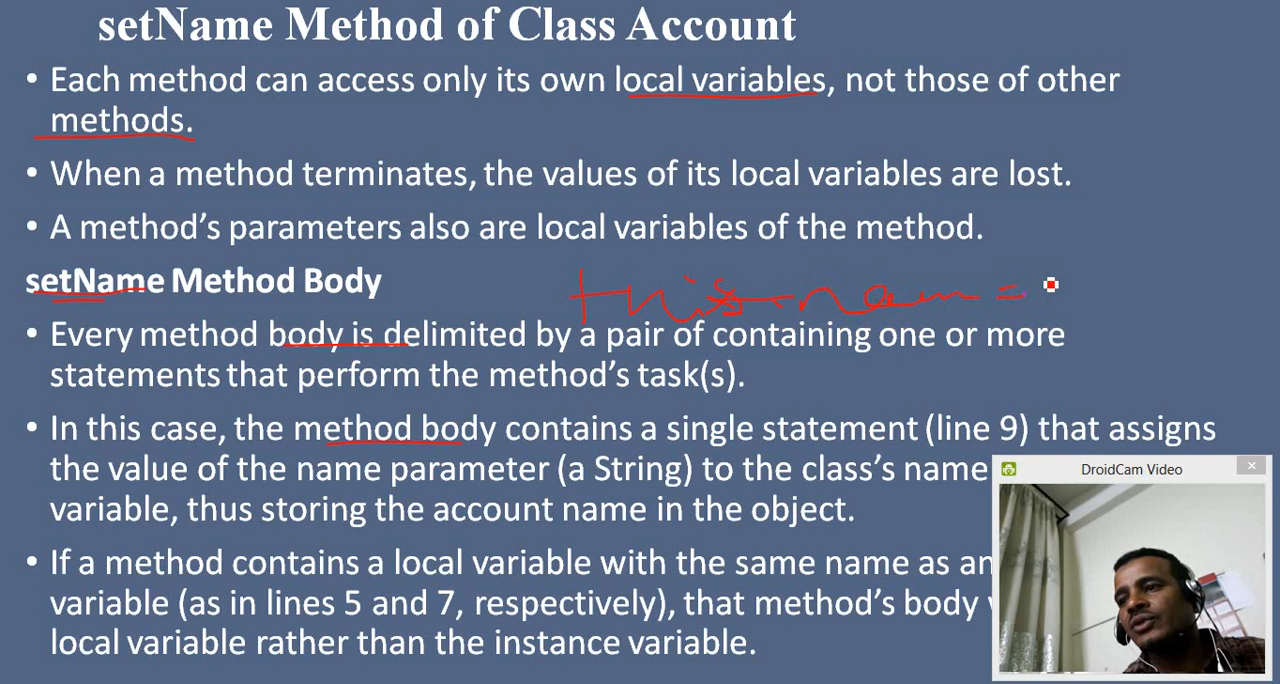 setName Method of Class Account
• Each method can access only its own local variables, not those of other
methods.
• When a method terminates, the values of its local variables are lost.
• A method's parameters also are local variables of the method.
setName Method Body
this.nam =
• Every method body is delimited by a pair of containing one or more
statements that perform the method's task(s).
• In this case, the method body contains a single statement (line 9) that assigns
the value of the name parameter (a String) to the class's name
variable, thus storing the account name in the object.
• If a method contains a local variable with the same name as an
variable (as in lines 5 and 7, respectively), that method's body
local variable rather than the instance variable.
DroidCam Video